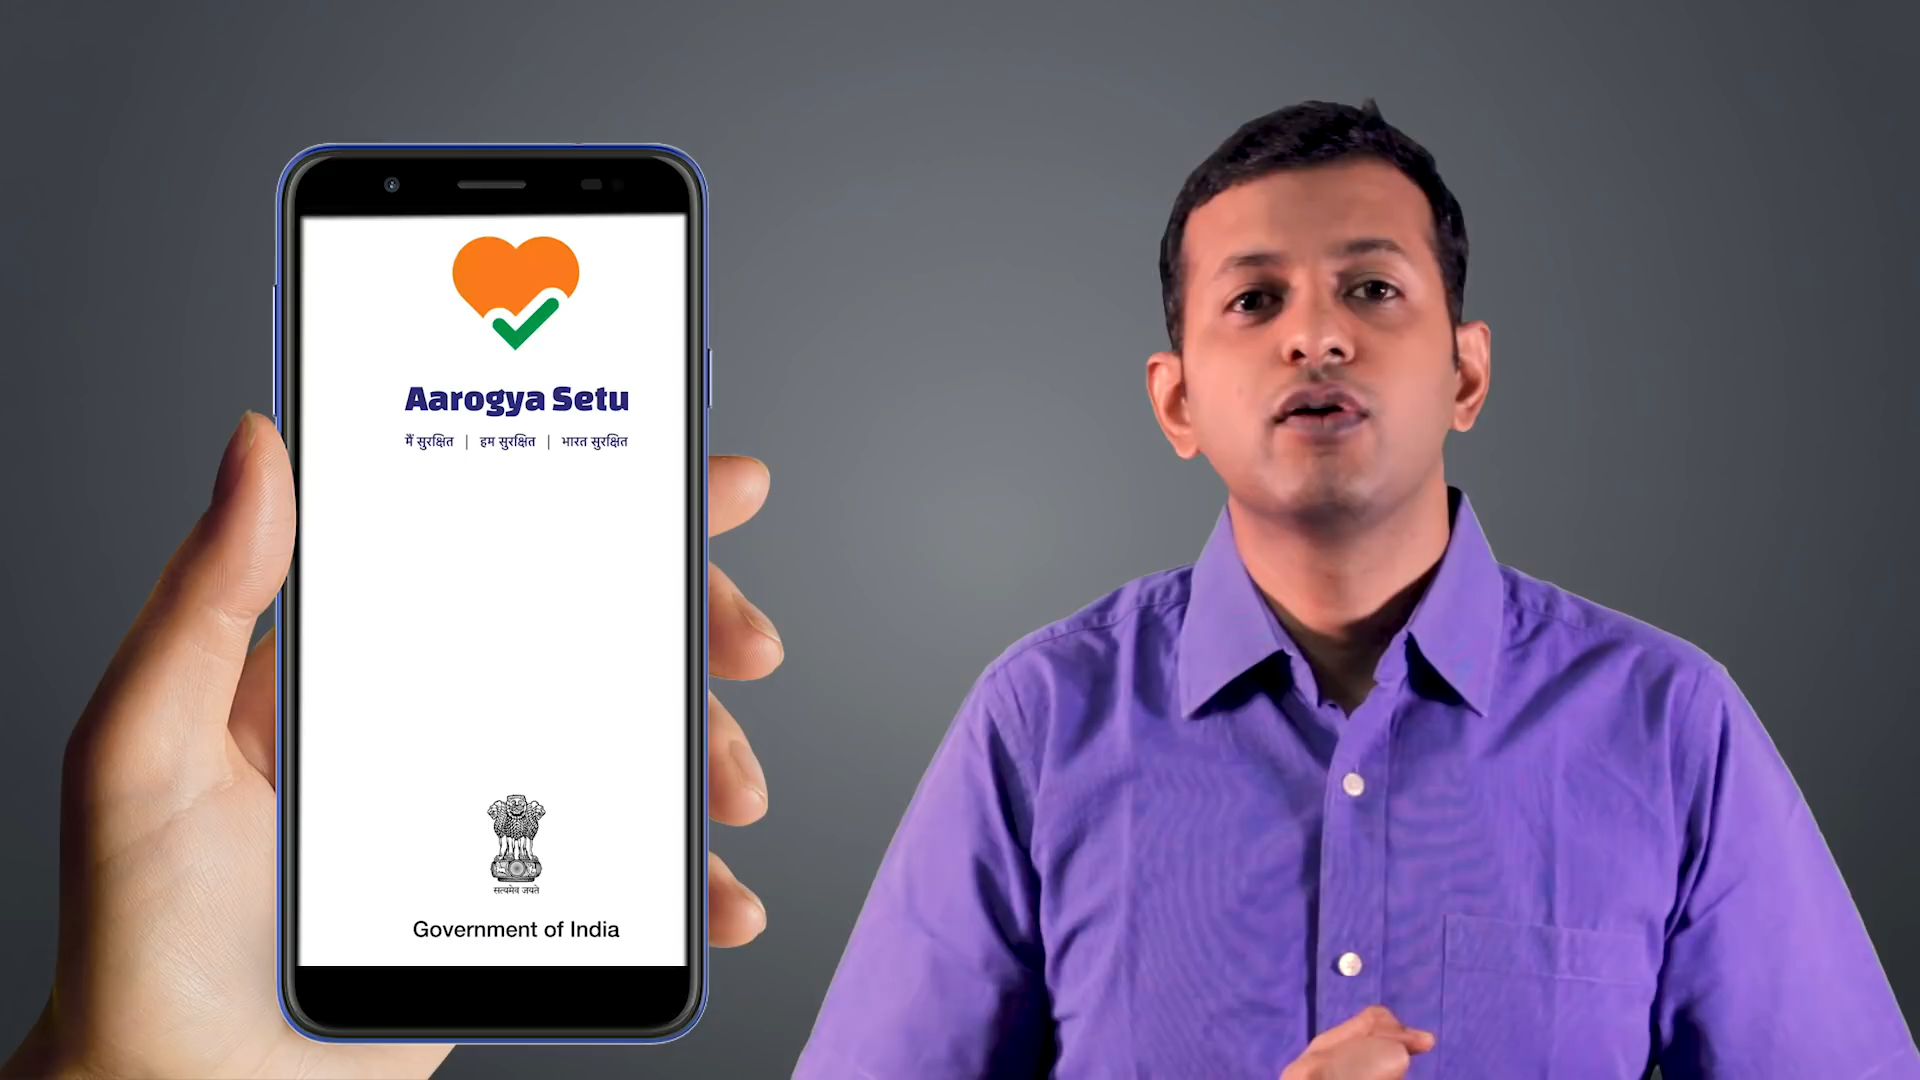 Aarogya Setu
मैं सुरक्षित | हम सुरक्षित | भारत सुरक्षित
सत्यमेव जयते
Government of India